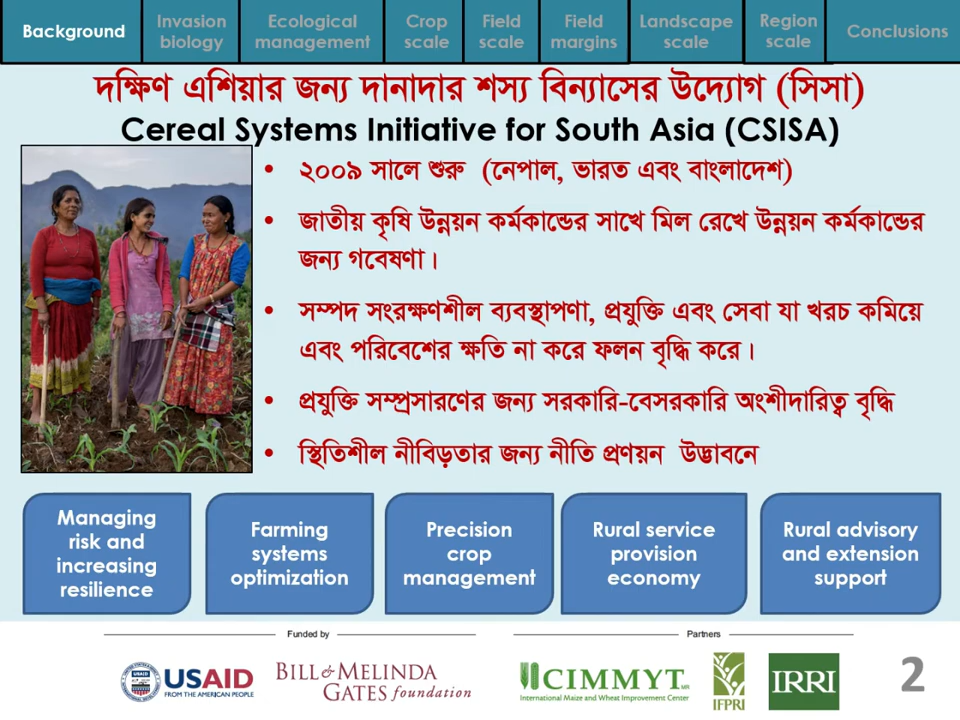 Background
Invasion biology
Ecological management
Crop scale
Field scale
Field margins
Landscape scale
Region scale
Conclusions
দক্ষিণ এশিয়ার জন্য দানাদার শস্য বিন্যাসের উদ্যোগ (সিসা)
Cereal Systems Initiative for South Asia (CSISA)
• ২০০৯ সালে শুরু (নেপাল, ভারত এবং বাংলাদেশ)
• জাতীয় কৃষি উন্নয়ন কর্মকান্ডের সাথে মিল রেখে উন্নয়ন কর্মকান্ডের
জন্য গবেষণা।
• সম্পদ সংরক্ষণশীল ব্যবস্থাপণা, প্রযুক্তি এবং সেবা যা খরচ কমিয়ে
এবং পরিবেশের ক্ষতি না করে ফলন বৃদ্ধি করে।
• প্রযুক্তি সম্প্রসারণের জন্য সরকারি-বেসরকারি অংশীদারিত্ব বৃদ্ধি
• স্থিতিশীল নীবিড়তার জন্য নীতি প্রণয়ন উদ্ভাবনে
Managing
risk and
increasing
resilience
Farming
systems
optimization
Precision
crop
management
Rural service
provision
economy
Rural advisory
and extension
support
Funded by
Partners
USAID
FROM THE AMERICAN PEOPLE
BILL & MELINDA
GATES foundation
CIMMYT
International Maize and Wheat Improvement Center
IFPRI
IRRI
2